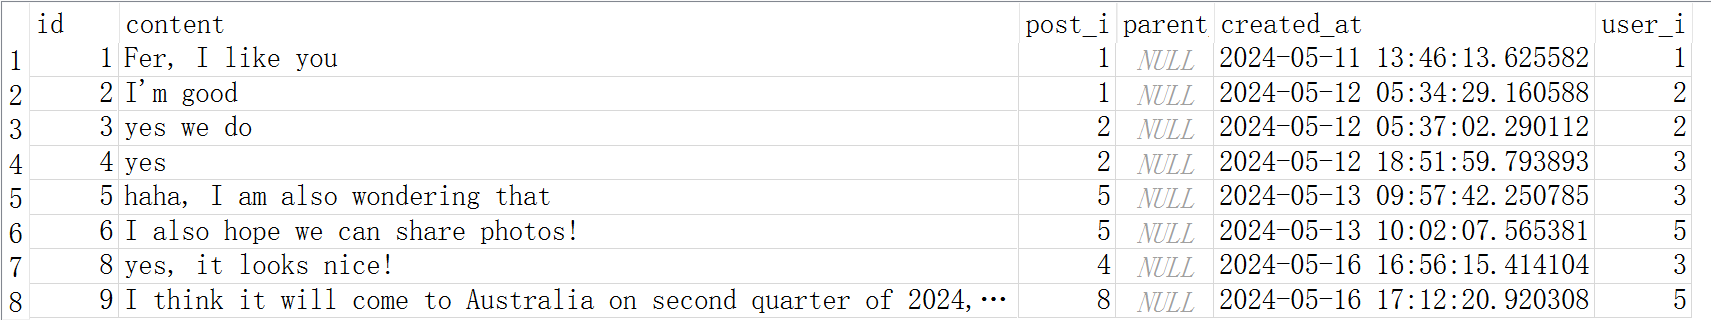 id content post_i parent created_at user_i
1 1 Fer, I like you 1 NULL 2024-05-11 13:46:13.625582 1
2 2 I'm good 1 NULL 2024-05-12 05:34:29.160588 2
3 3 yes we do 2 NULL 2024-05-12 05:37:02.290112 2
4 4 yes 2 NULL 2024-05-12 18:51:59.793893 3
5 5 haha, I am also wondering that 5 NULL 2024-05-13 09:57:42.250785 3
6 6 I also hope we can share photos! 5 NULL 2024-05-13 10:02:07.565381 5
7 8 yes, it looks nice! 4 NULL 2024-05-16 16:56:15.414104 3
8 9 I think it will come to Australia on second quarter of 2024,⋯ 8 NULL 2024-05-16 17:12:20.920308 5